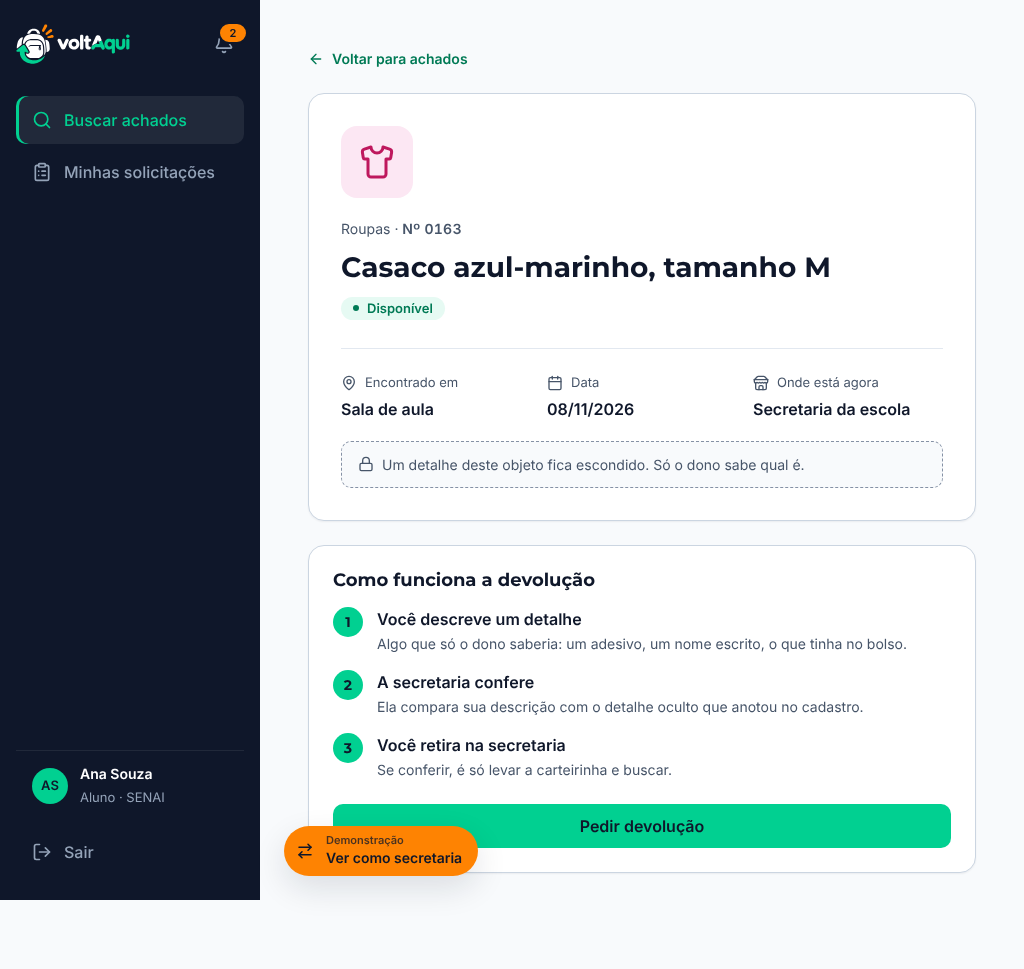 voltAqui
2
Buscar achados
Minhas solicitações
Ana Souza
AS
Aluno · SENAI
Sair
Voltar para achados
Roupas · Nº 0163
Casaco azul-marinho, tamanho M
Disponível
Encontrado em
Sala de aula
Data
08/11/2026
Onde está agora
Secretaria da escola
Um detalhe deste objeto fica escondido. Só o dono sabe qual é.
Como funciona a devolução
1
Você descreve um detalhe
Algo que só o dono saberia: um adesivo, um nome escrito, o que tinha no bolso.
2
A secretaria confere
Ela compara sua descrição com o detalhe oculto que anotou no cadastro.
3
Você retira na secretaria
Se conferir, é só levar a carteirinha e buscar.
Pedir devolução
Demonstração
Ver como secretaria